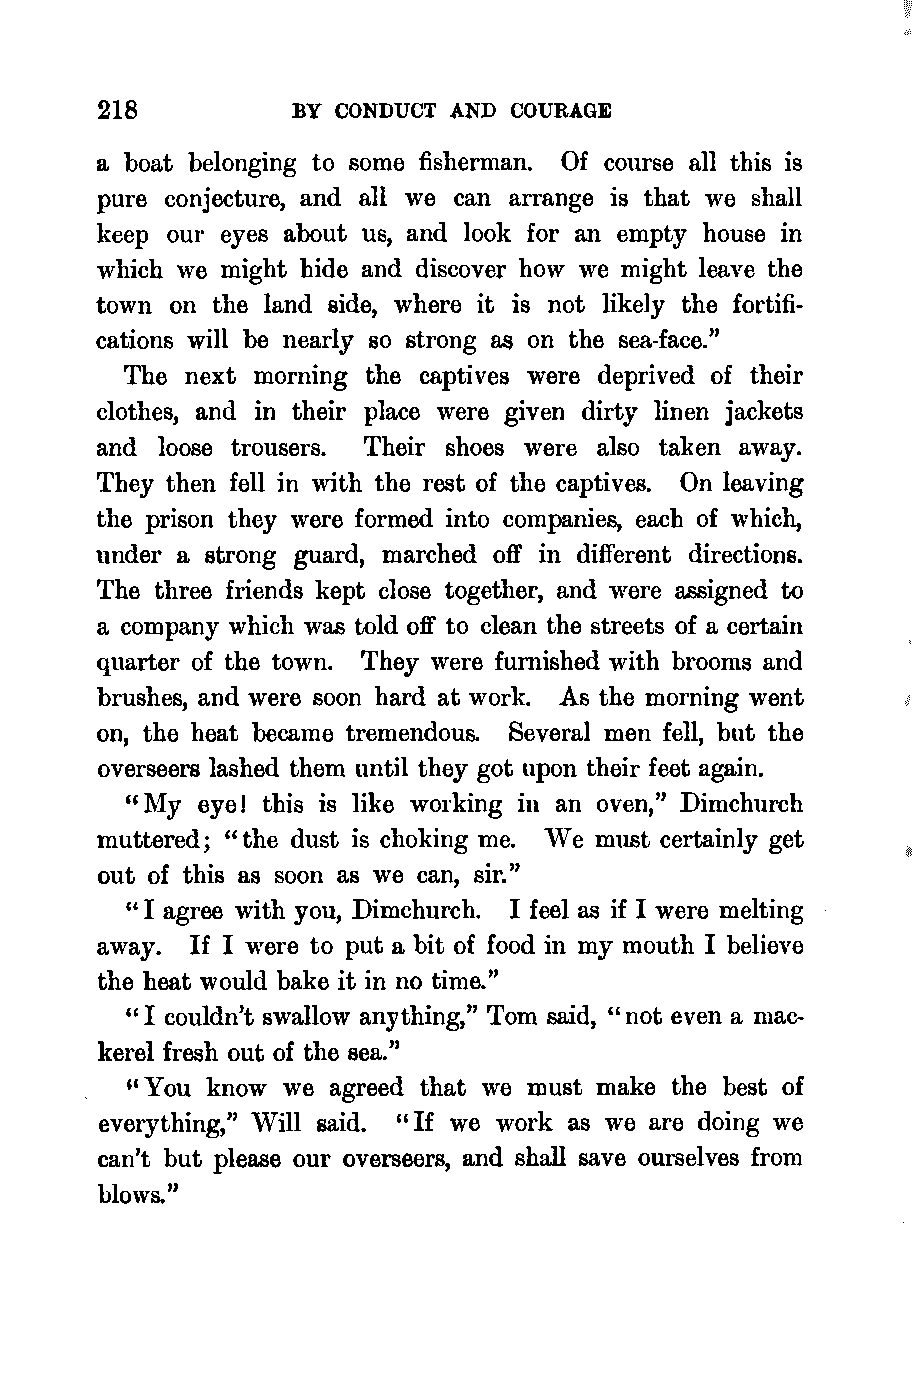 218 BY CONDUCT AND COURAGE
a boat belonging to some fisherman. Of course all this is
pure conjecture, and all we can arrange is that we shall
keep our eyes about us, and look for an empty house in
which we might hide and discover how we might leave the
town on the land side, where it is not likely the fortifi-
cations will be nearly so strong as on the sea-face.”
The next morning the captives were deprived of their
clothes, and in their place were given dirty linen jackets
and loose trousers. Their shoes were also taken away.
They then fell in with the rest of the captives. On leaving
the prison they were formed into companies, each of which,
under a strong guard, marched off in different directions.
The three friends kept close together, and were assigned to
a company which was told off to clean the streets of a certain
quarter of the town. They were furnished with brooms and
brushes, and were soon hard at work. As the morning went
on, the heat became tremendous. Several men fell, but the
overseers lashed them until they got upon their feet again.
“My eye! this is like working in an oven,” Dimchurch
muttered; “the dust is choking me. We must certainly get
out of this as soon as we can, sir.”
“I agree with you, Dimchurch. I feel as if I were melting
away. If I were to put a bit of food in my mouth I believe
the heat would bake it in no time.”
“I couldn’t swallow anything,” Tom said, “not even a mac-
kerel fresh out of the sea.”
“You know we agreed that we must make the best of
everything,” Will said. “If we work as we are doing we
can’t but please our overseers, and shall save ourselves from
blows.”